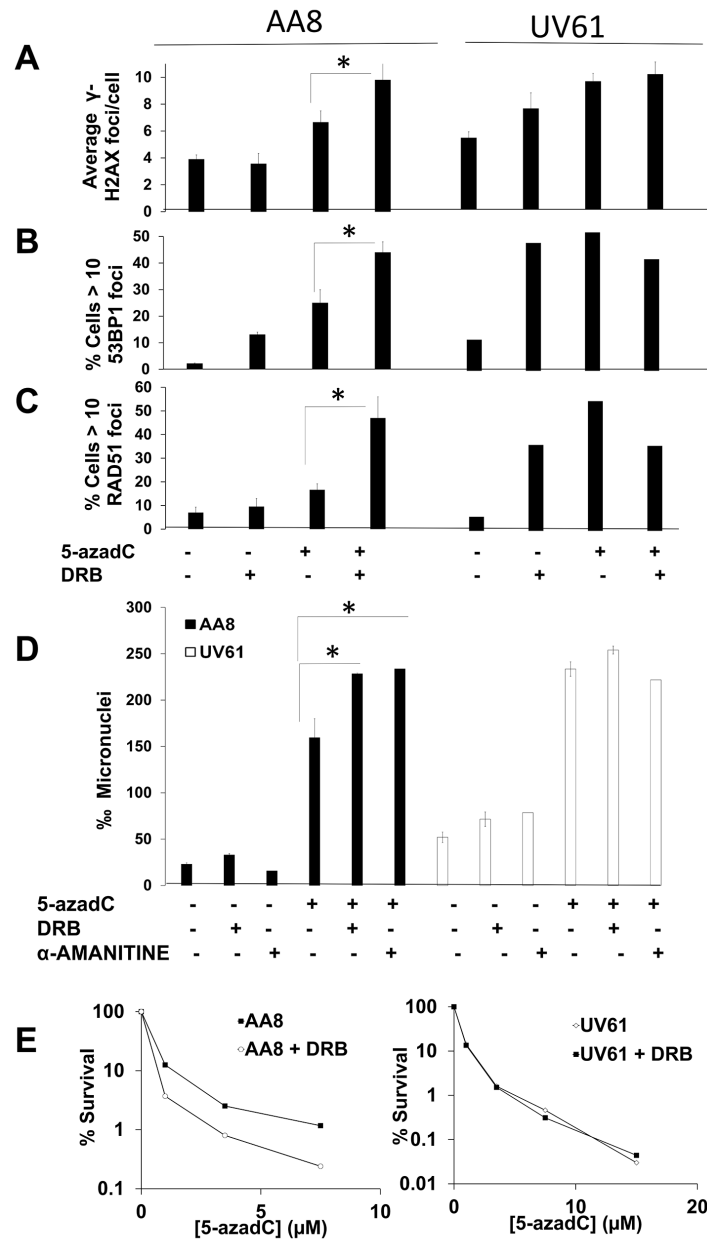 AA8 UV61
A
Average γ-
H2AX foci/cell
10
8
6
4
2
0
*
B
% Cells > 10
53BP1 foci
50
40
30
20
10
0
*
C
% Cells > 10
RAD51 foci
60
50
40
30
20
10
0
*
5-azadC - - + + - - + +
DRB - + - + - + - +
D
‰ Micronuclei
300
250
200
150
100
50
0
AA8
UV61
*
*
5-azadC - - - + + + - - - + + +
DRB - + - - + - - + - - + -
α-AMANITINE - - + - - + - - + - - +
E
% Survival
100
10
1
0.1
AA8
AA8 + DRB
0 5 10
[5-azadC] (µM)
% Survival
100
10
1
0.1
0.01
UV61
UV61 + DRB
0 10 20
[5-azadC] (µM)